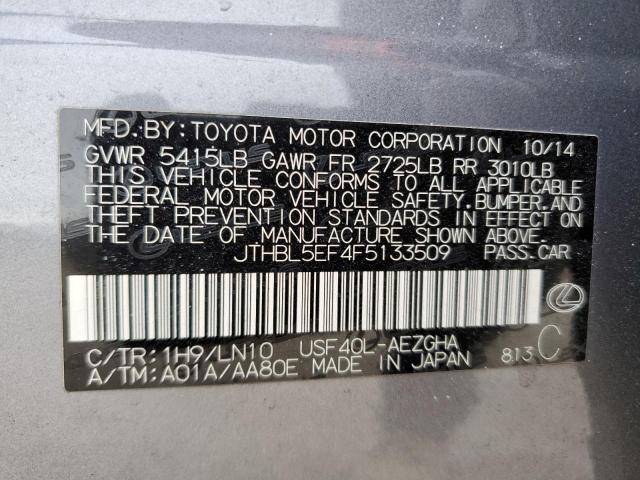 MFD. BY: TOYOTA MOTOR CORPORATION 10/14
GVWR 5415LB GAWR FR 2725LB RR 3010LB
THIS VEHICLE CONFORMS TO ALL APPLICABLE
FEDERAL MOTOR VEHICLE SAFETY, BUMPER, AND
THEFT PREVENTION STANDARDS IN EFFECT ON
THE DATE OF MANUFACTURE SHOWN ABOVE.
JTHBL5EF4F5133509 PASS.CAR
C/TR: 1H9/LN10 USF40L-AEZGHA
A/TM: A01A/AA80E MADE IN JAPAN 813 C